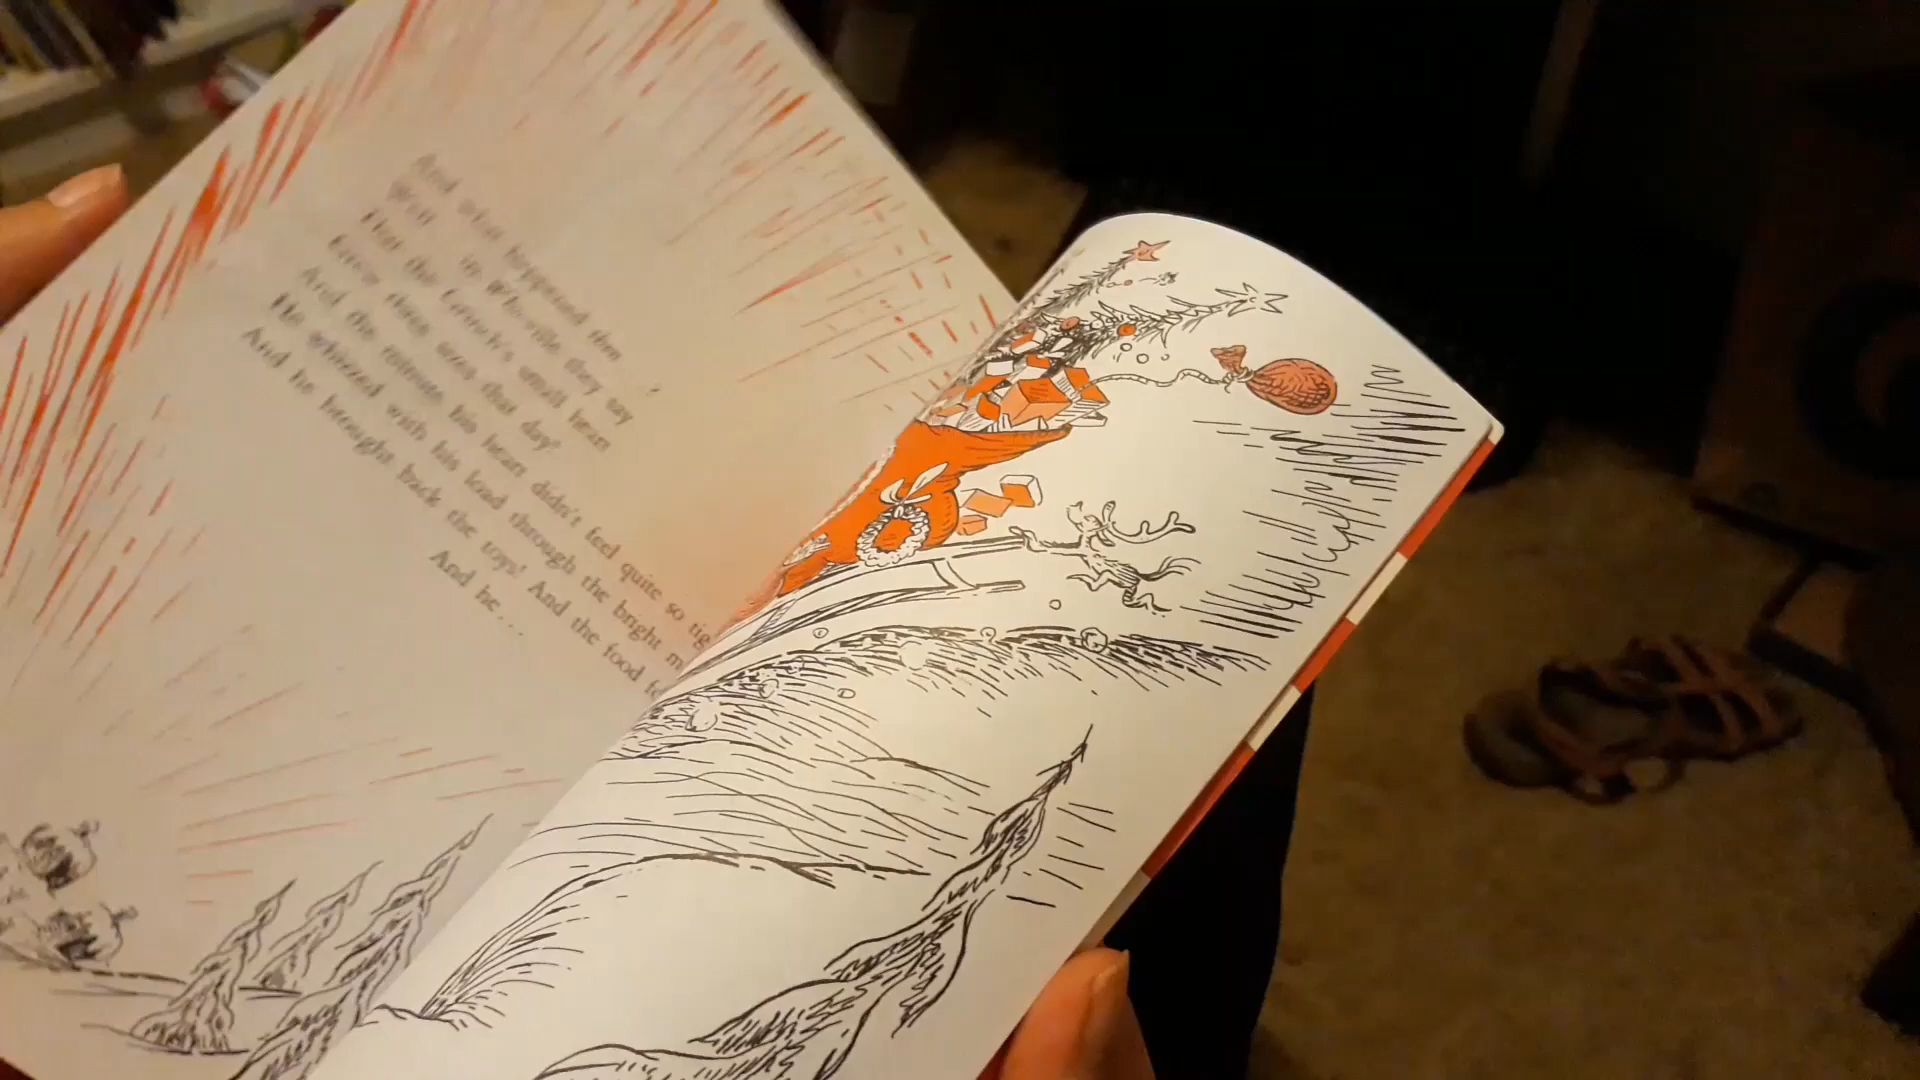 And what happened then . . . ?
Well . . . in Who-ville they say
That the Grinch's small heart
Grew three sizes that day!
And the minute his heart didn't feel quite so tig
He whizzed with his load through the bright m
And he brought back the toys! And the food fo
And he . . . .